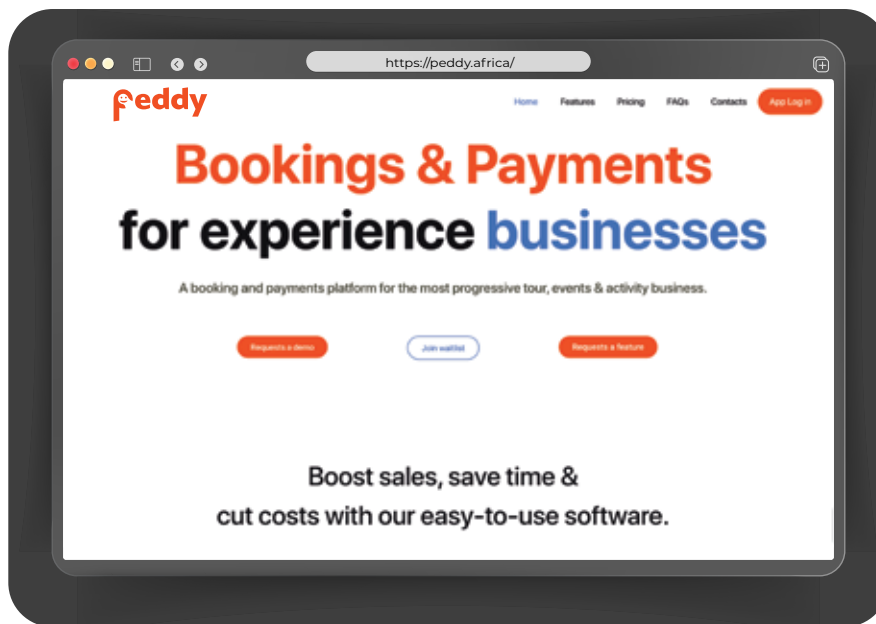 https://peddy.africa/
Peddy
Home Features Pricing FAQs Contacts App Log in
Bookings & Payments
for experience businesses
A booking and payments platform for the most progressive tour, events & activity business.
Requests a demo Join waitlist Requests a feature
Boost sales, save time &
cut costs with our easy-to-use software.